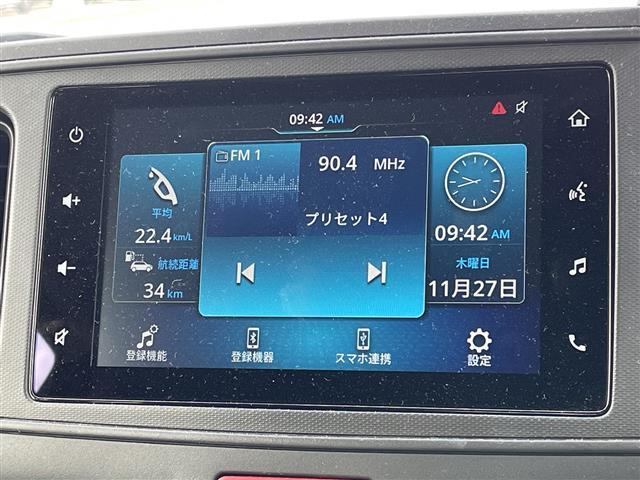 09:42 AM
FM 1
90.4 MHz
プリセット4
平均
22.4 km/L
航続距離
34 km
09:42 AM
木曜日
11月27日
登録機能
登録機器
スマホ連携
設定